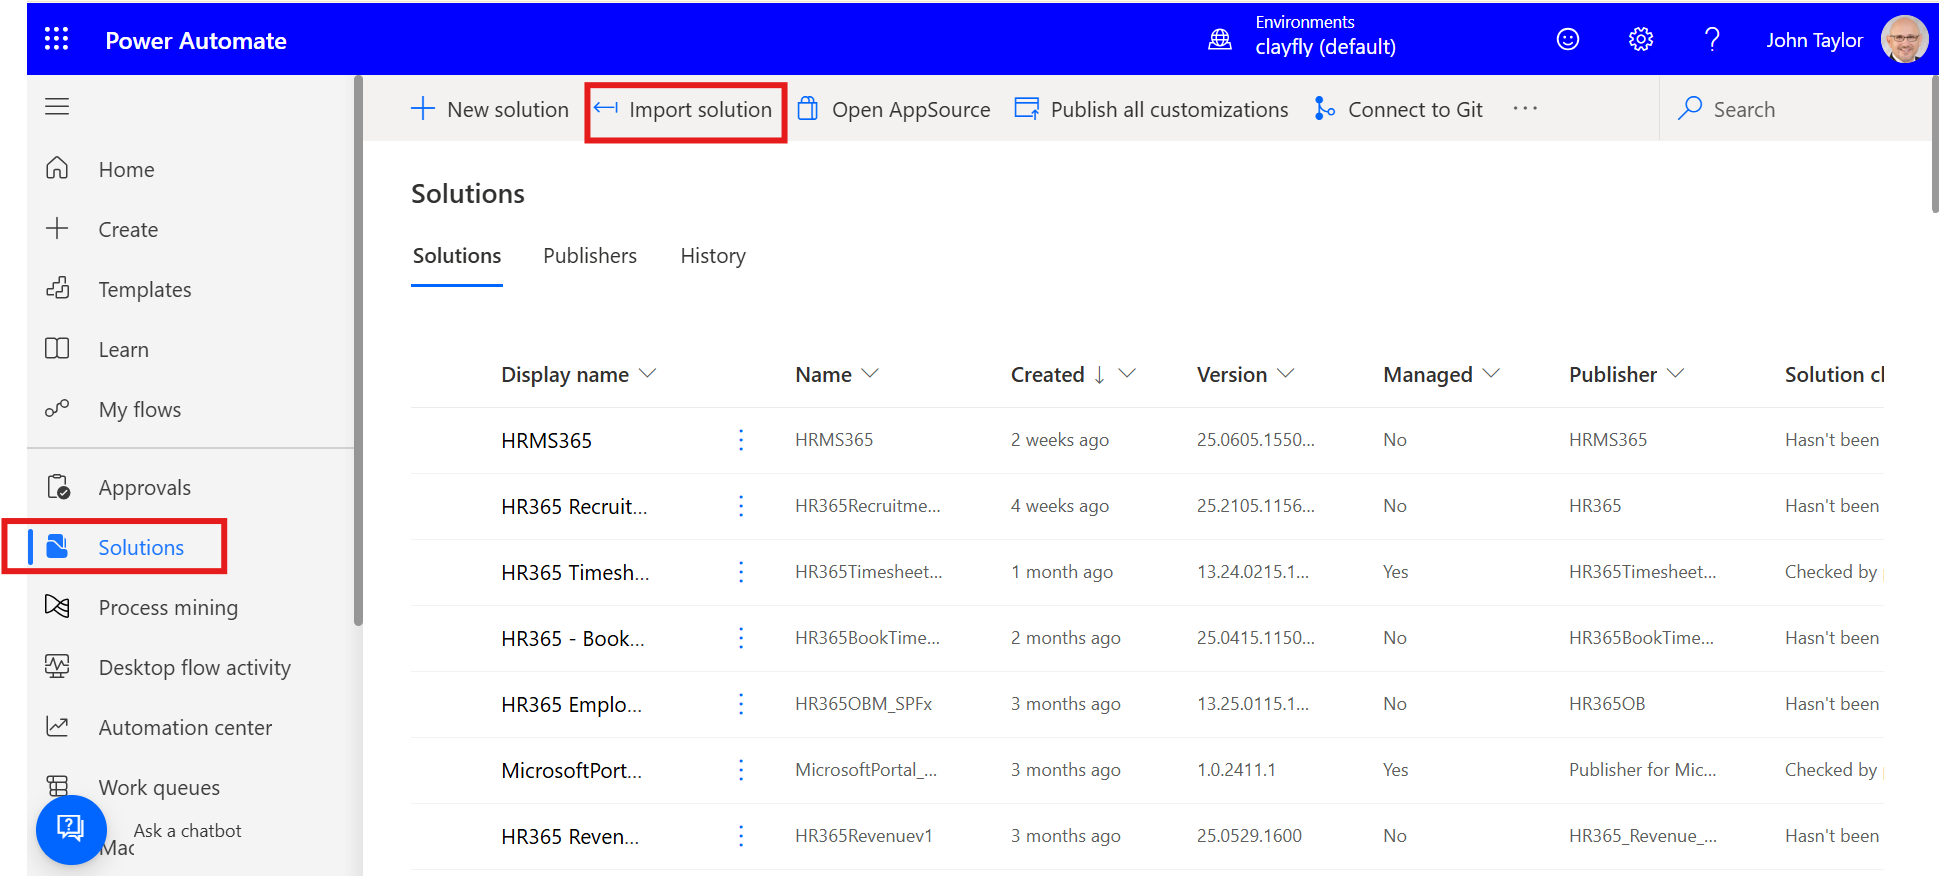 Power Automate
Environments
clayfly (default)
John Taylor
New solution
Import solution
Open AppSource
Publish all customizations
Connect to Git
Search
Home
Create
Templates
Learn
My flows
Approvals
Solutions
Process mining
Desktop flow activity
Automation center
Work queues
Ask a chatbot
Solutions
Solutions Publishers History
Display name Name Created Version Managed Publisher Solution
HRMS365 HRMS365 2 weeks ago 25.0605.1550... No HRMS365 Hasn't been
HR365 Recruit... HR365Recruitme... 4 weeks ago 25.2105.1156... No HR365 Hasn't been
HR365 Timesh... HR365Timesheet... 1 month ago 13.24.0215.1... Yes HR365Timesheet... Checked by
HR365 - Book... HR365BookTime... 2 months ago 25.0415.1150... No HR365BookTime... Hasn't been
HR365 Emplo... HR365OBM_SPFx 3 months ago 13.25.0115.1... No HR365OB Hasn't been
MicrosoftPort... MicrosoftPortal_... 3 months ago 1.0.2411.1 Yes Publisher for Mic... Checked by
HR365 Reven... HR365Revenuev1 3 months ago 25.0529.1600 No HR365_Revenue_... Hasn't been